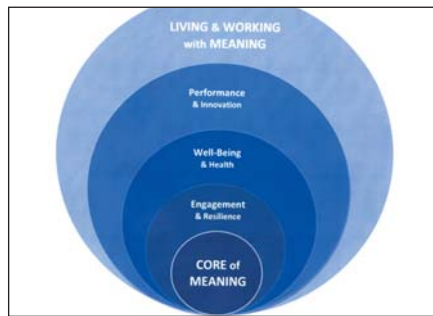 LIVING & WORKING
with MEANING
Performance
& Innovation
Well-Being
& Health
Engagement
& Resilience
CORE of
MEANING